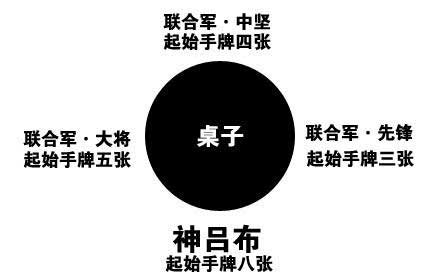 联合军·中坚
起始手牌四张
桌子
联合军·大将
起始手牌五张
联合军·先锋
起始手牌三张
神吕布
起始手牌八张